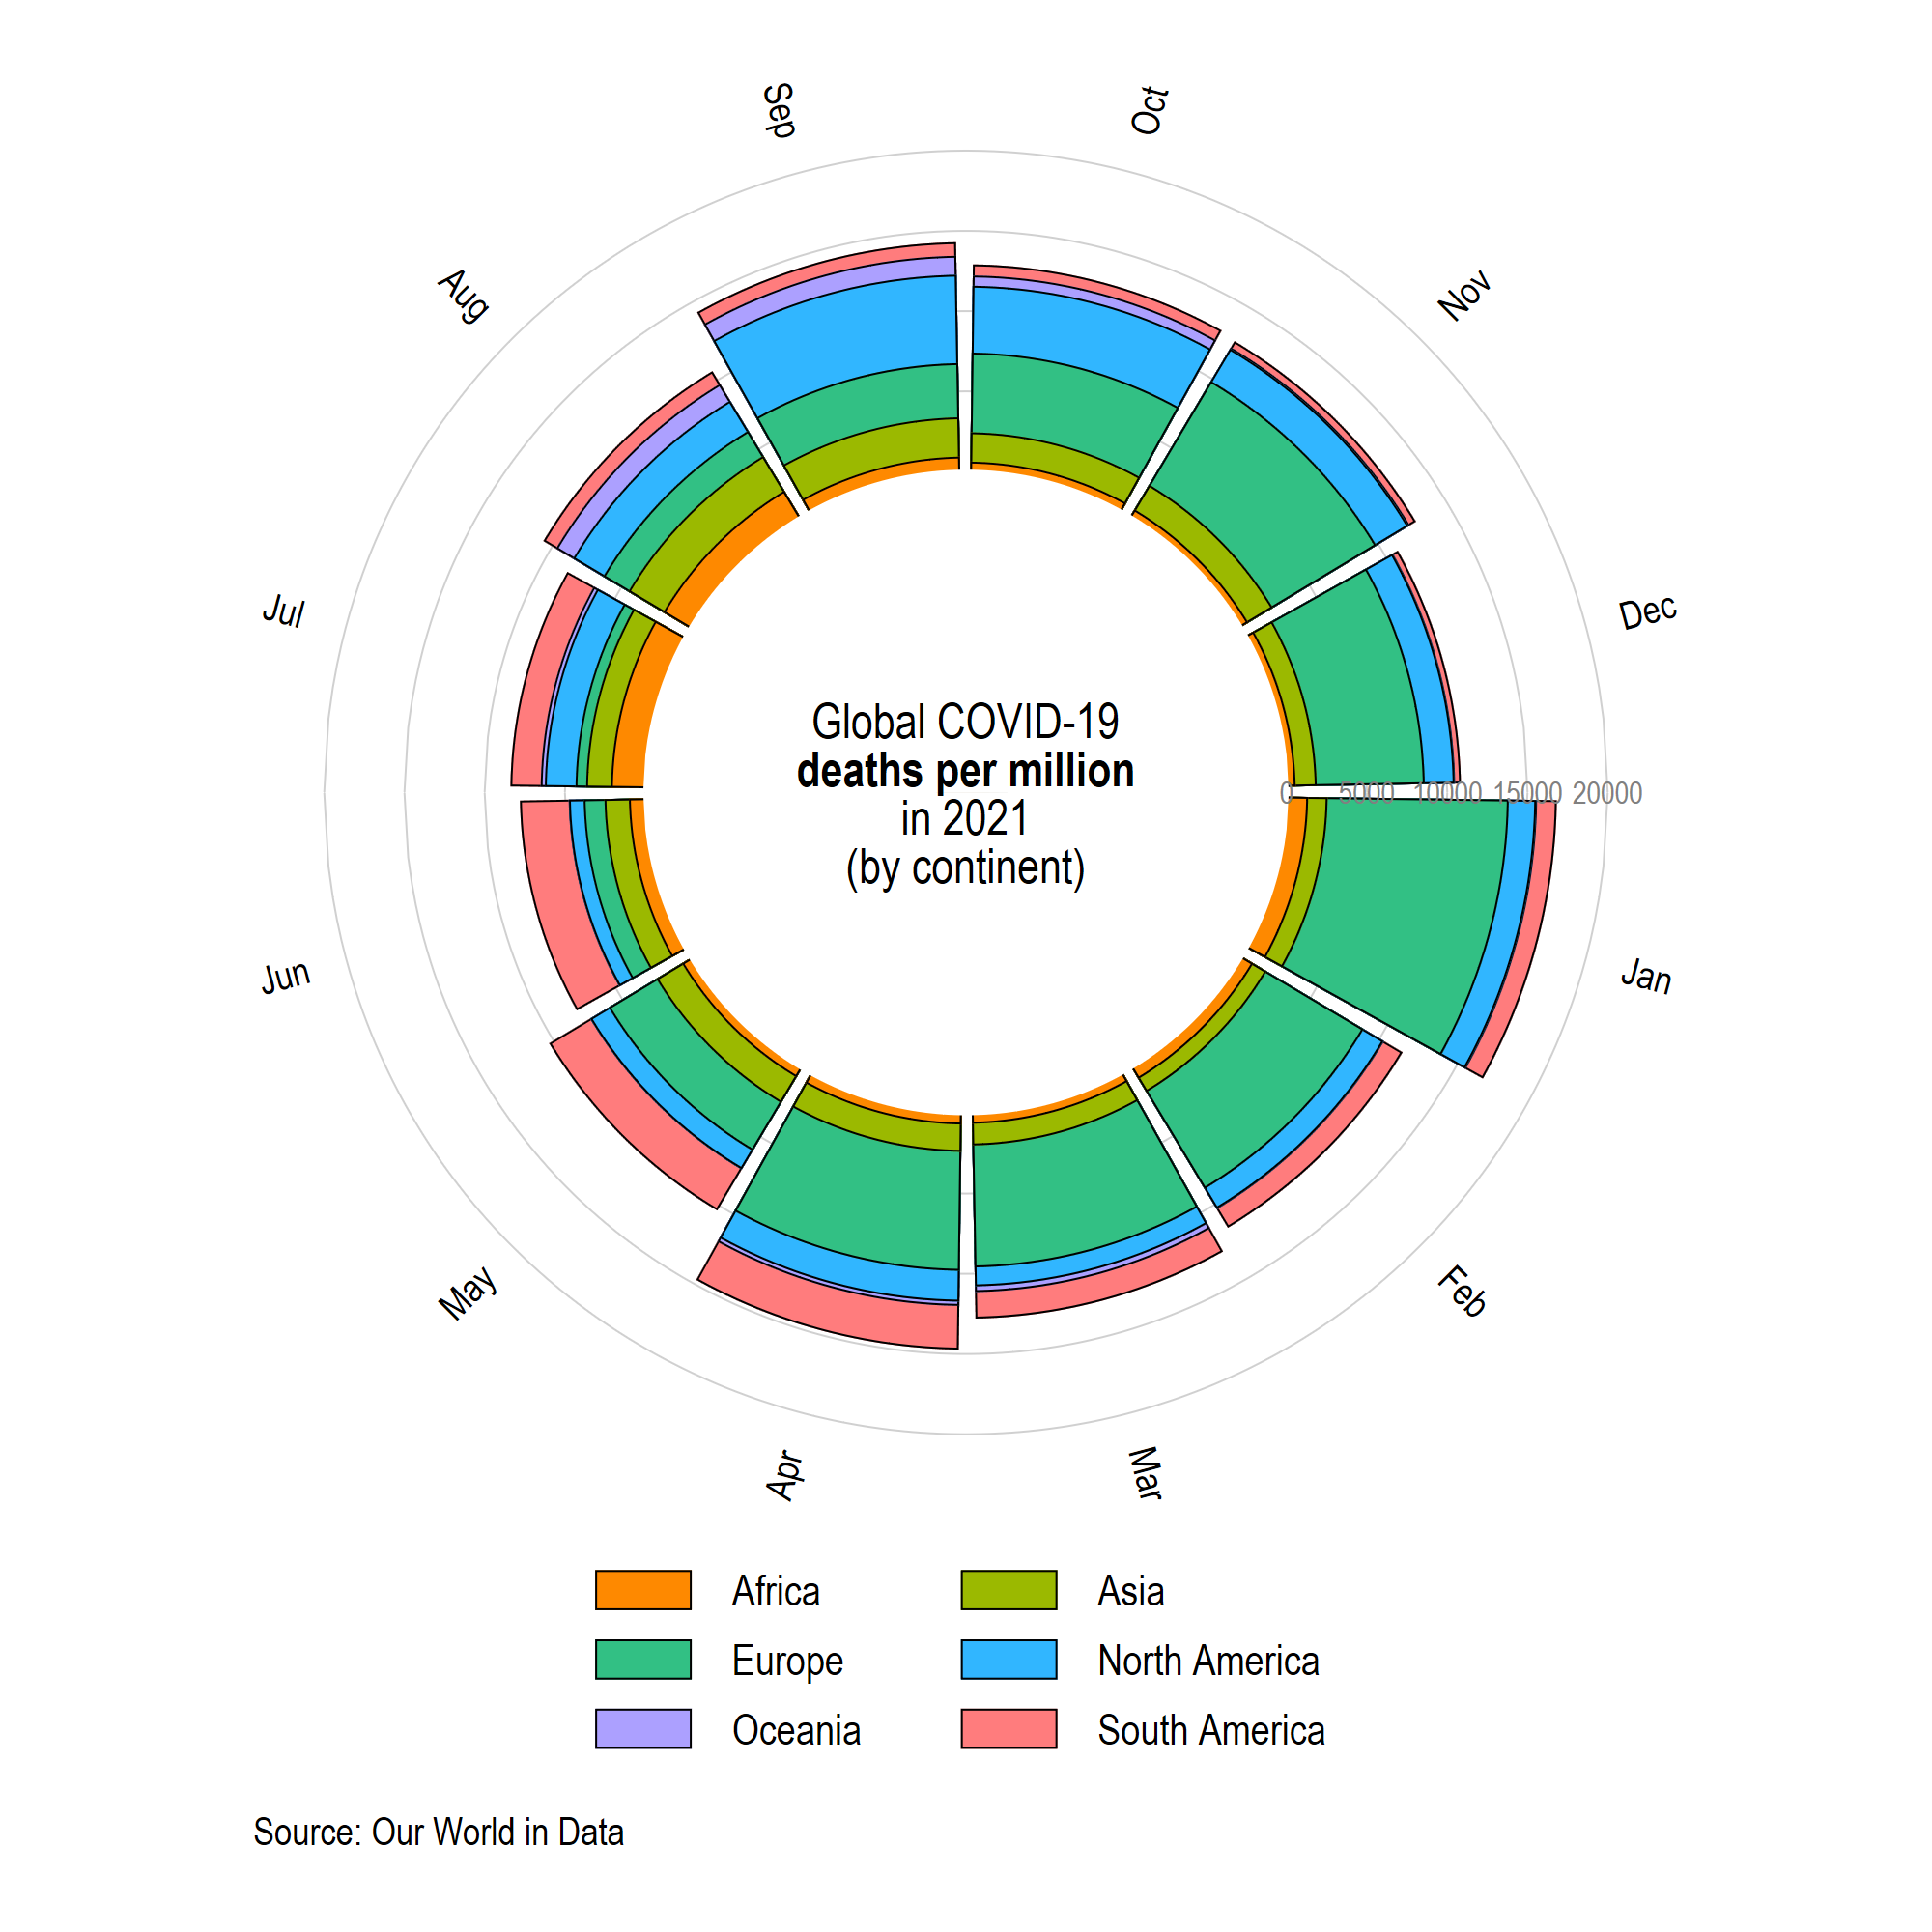 Sep
Oct
Aug
Nov
Jul
Dec
Global COVID-19
deaths per million
in 2021
(by continent)
0 5000 10000 15000 20000
Jun
Jan
May
Feb
Apr
Mar
Africa
Asia
Europe
North America
Oceania
South America
Source: Our World in Data